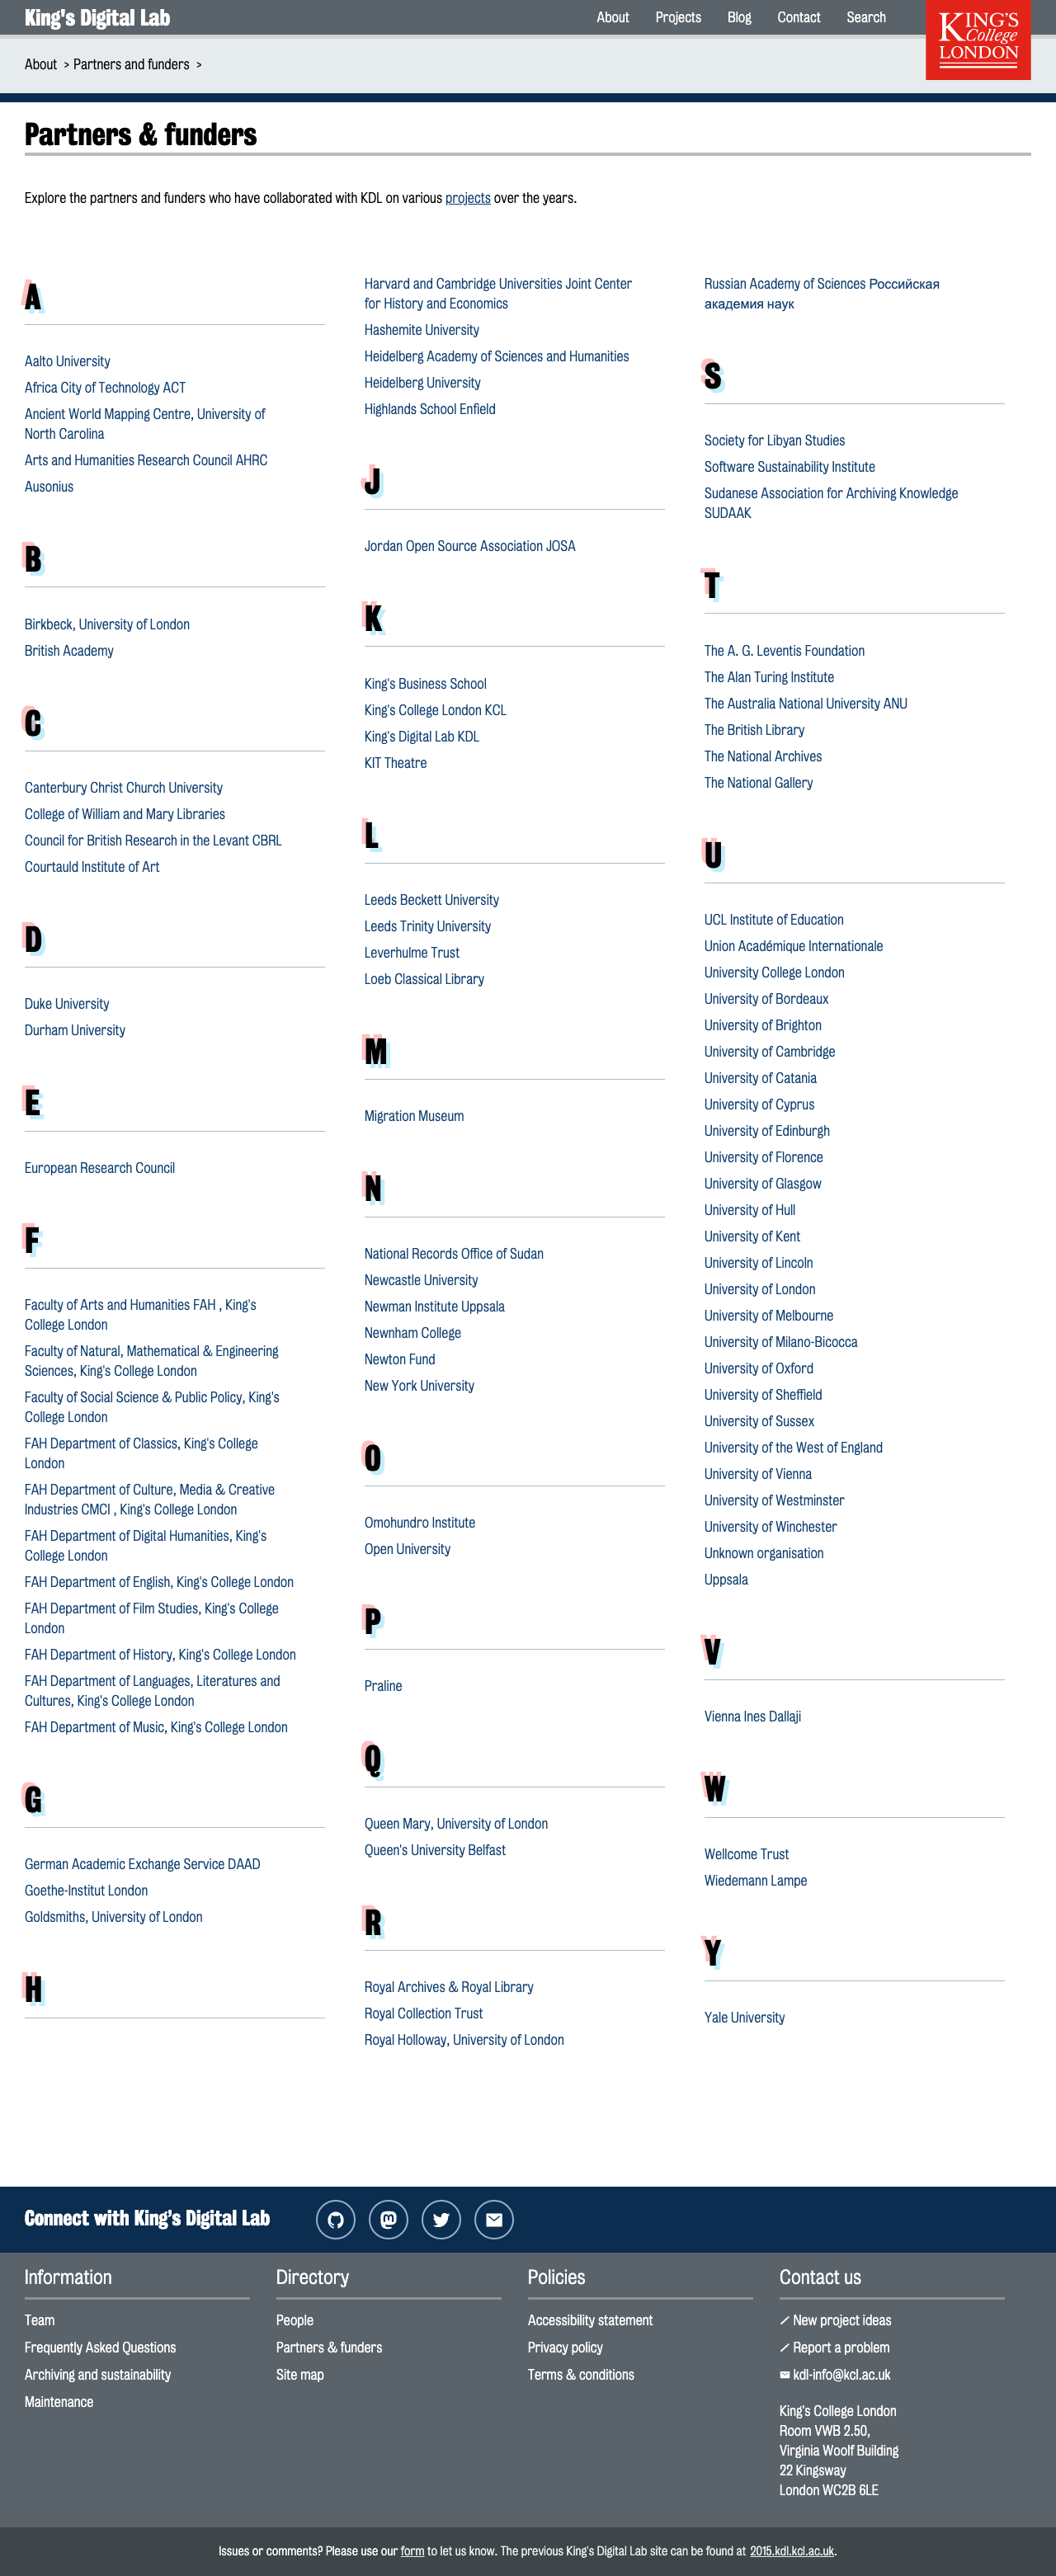 King's Digital Lab
About Projects Blog Contact Search
KING'S
College
LONDON
About > Partners and funders >
Partners & funders
Explore the partners and funders who have collaborated with KDL on various projects over the years.
A
Aalto University
Africa City of Technology ACT
Ancient World Mapping Centre, University of
North Carolina
Arts and Humanities Research Council AHRC
Ausonius
B
Birkbeck, University of London
British Academy
C
Canterbury Christ Church University
College of William and Mary Libraries
Council for British Research in the Levant CBRL
Courtauld Institute of Art
D
Duke University
Durham University
E
European Research Council
F
Faculty of Arts and Humanities FAH , King's
College London
Faculty of Natural, Mathematical & Engineering
Sciences, King's College London
Faculty of Social Science & Public Policy, King's
College London
FAH Department of Classics, King's College
London
FAH Department of Culture, Media & Creative
Industries CMCI , King's College London
FAH Department of Digital Humanities, King's
College London
FAH Department of English, King's College London
FAH Department of Film Studies, King's College
London
FAH Department of History, King's College London
FAH Department of Languages, Literatures and
Cultures, King's College London
FAH Department of Music, King's College London
G
German Academic Exchange Service DAAD
Goethe-Institut London
Goldsmiths, University of London
H
Harvard and Cambridge Universities Joint Center
for History and Economics
Hashemite University
Heidelberg Academy of Sciences and Humanities
Heidelberg University
Highlands School Enfield
J
Jordan Open Source Association JOSA
K
King's Business School
King's College London KCL
King's Digital Lab KDL
KIT Theatre
L
Leeds Beckett University
Leeds Trinity University
Leverhulme Trust
Loeb Classical Library
M
Migration Museum
N
National Records Office of Sudan
Newcastle University
Newman Institute Uppsala
Newnham College
Newton Fund
New York University
O
Omohundro Institute
Open University
P
Praline
Q
Queen Mary, University of London
Queen's University Belfast
R
Royal Archives & Royal Library
Royal Collection Trust
Royal Holloway, University of London
Russian Academy of Sciences Российская
академия наук
S
Society for Libyan Studies
Software Sustainability Institute
Sudanese Association for Archiving Knowledge
SUDAAK
T
The A. G. Leventis Foundation
The Alan Turing Institute
The Australia National University ANU
The British Library
The National Archives
The National Gallery
U
UCL Institute of Education
Union Académique Internationale
University College London
University of Bordeaux
University of Brighton
University of Cambridge
University of Catania
University of Cyprus
University of Edinburgh
University of Florence
University of Glasgow
University of Hull
University of Kent
University of Lincoln
University of London
University of Melbourne
University of Milano-Bicocca
University of Oxford
University of Sheffield
University of Sussex
University of the West of England
University of Vienna
University of Westminster
University of Winchester
Unknown organisation
Uppsala
V
Vienna Ines Dallaji
W
Wellcome Trust
Wiedemann Lampe
Y
Yale University
Connect with King's Digital Lab
Information
Team
Frequently Asked Questions
Archiving and sustainability
Maintenance
Directory
People
Partners & funders
Site map
Policies
Accessibility statement
Privacy policy
Terms & conditions
Contact us
New project ideas
Report a problem
kdl-info@kcl.ac.uk
King's College London
Room VWB 2.50,
Virginia Woolf Building
22 Kingsway
London WC2B 6LE
Issues or comments? Please use our form to let us know. The previous King's Digital Lab site can be found at 2015.kdl.kcl.ac.uk.